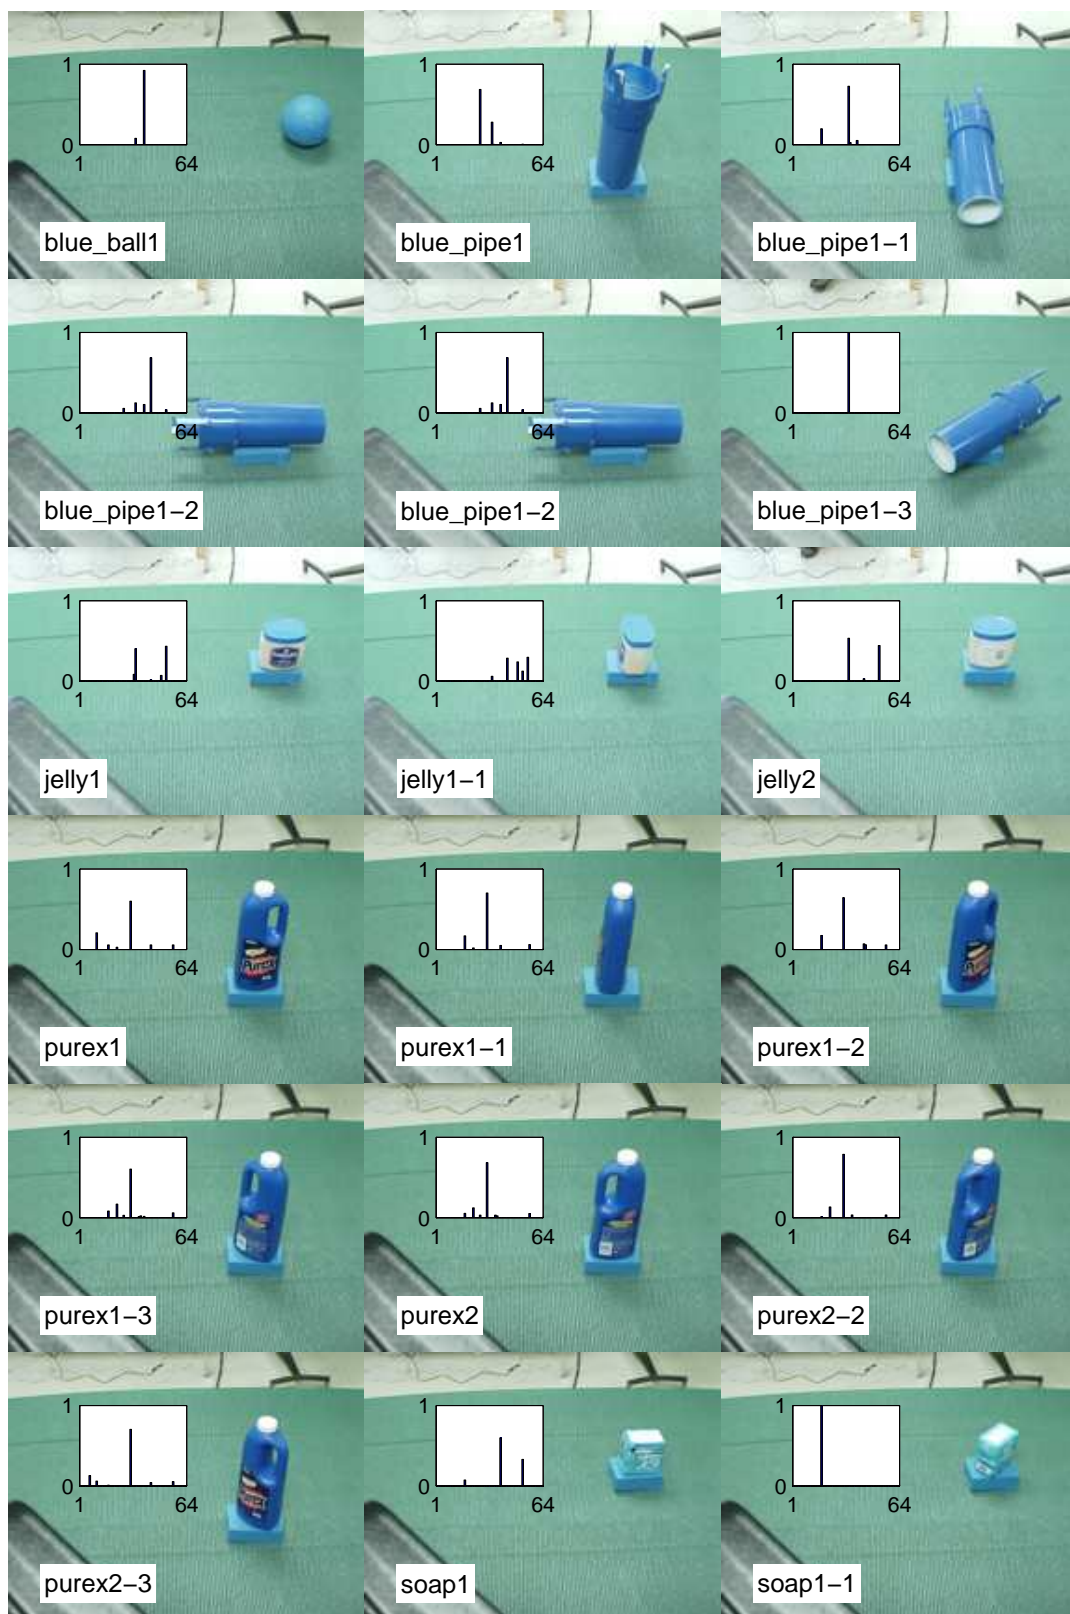 1
0
1 64
blue_ball1
1
0
1 64
blue_pipe1
1
0
1 64
blue_pipe1−1
1
0
1 64
blue_pipe1−2
1
0
1 64
blue_pipe1−2
1
0
1 64
blue_pipe1−3
1
0
1 64
jelly1
1
0
1 64
jelly1−1
1
0
1 64
jelly2
1
0
1 64
Purex
purex1
1
0
1 64
purex1−1
1
0
1 64
purex1−2
1
0
1 64
purex1−3
1
0
1 64
purex2
1
0
1 64
purex2−2
1
0
1 64
purex2−3
1
0
1 64
soap1
1
0
1 64
soap1−1